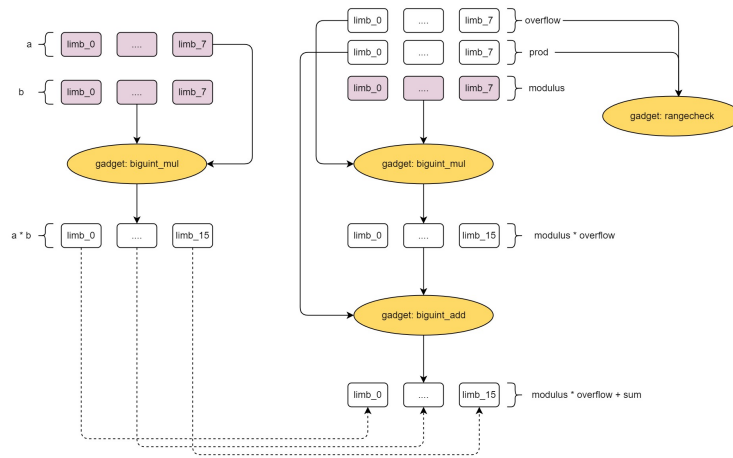 limb_0 .... limb_7 overflow
a limb_0 .... limb_7
limb_0 .... limb_7 prod
b limb_0 .... limb_7
limb_0 .... limb_7 modulus
gadget: rangecheck
gadget: biguint_mul
gadget: biguint_mul
a * b limb_0 .... limb_15
limb_0 .... limb_15 modulus * overflow
gadget: biguint_add
limb_0 .... limb_15 modulus * overflow + sum